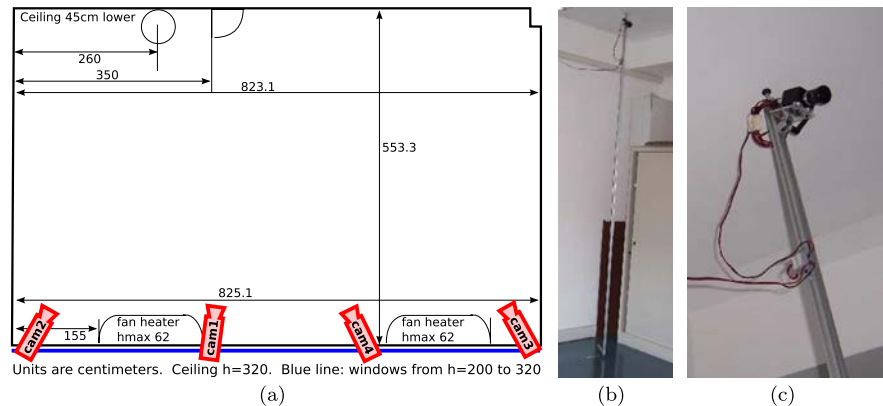 Ceiling 45cm lower
260
350
823.1
553.3
825.1
155
fan heater
hmax 62
fan heater
hmax 62
cam2
cam1
cam4
cam3
Units are centimeters. Ceiling h=320. Blue line: windows from h=200 to 320
(a)
(b)
(c)